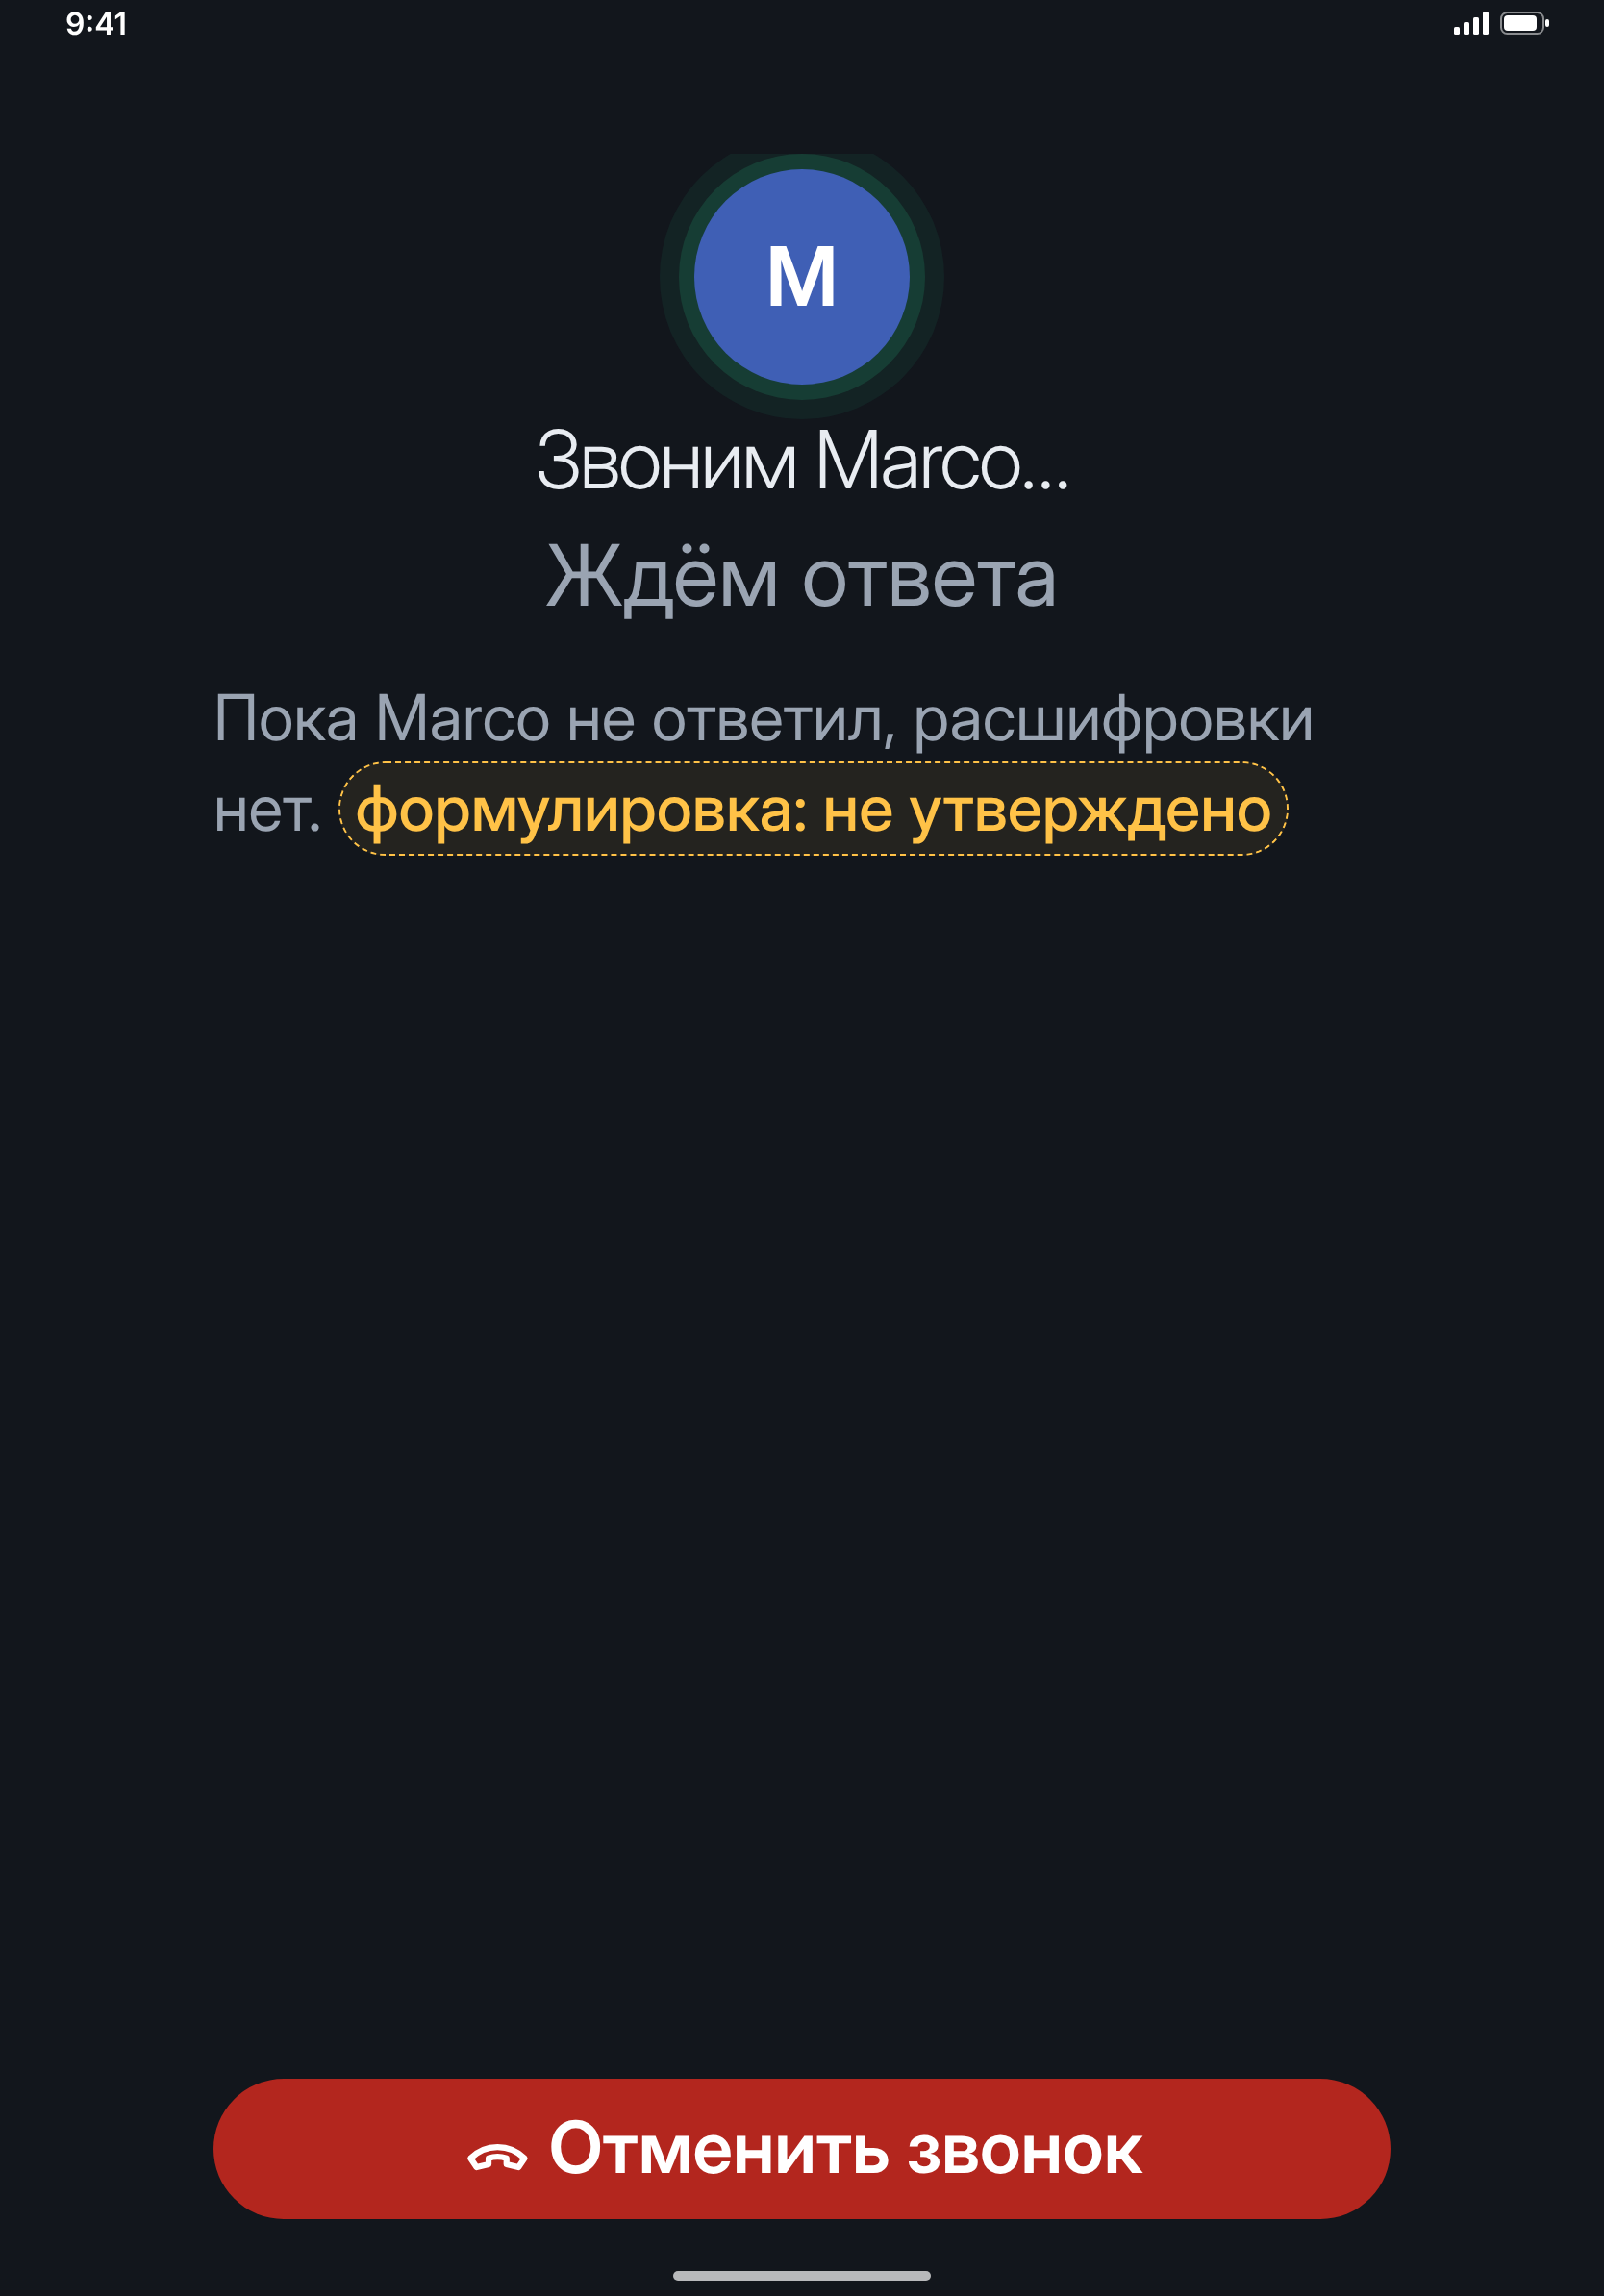 9:41
M
Звоним Marco...
Ждём ответа
Пока Marco не ответил, расшифровки
нет. формулировка: не утверждено
Отменить звонок